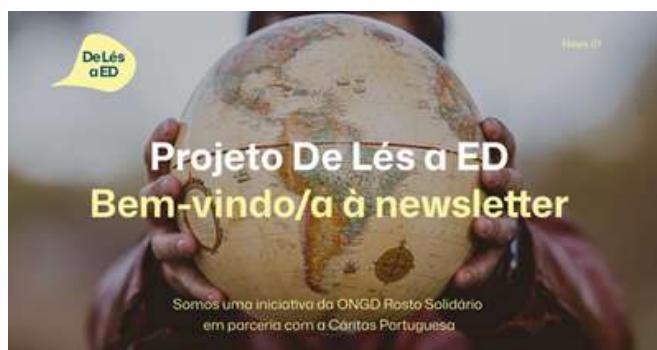 De Lés
a ED
News 01
Projeto De Lés a ED
Bem-vindo/a à newsletter
Somos uma iniciativa da ONGD Rosto Solidário
em parceria com a Cáritas Portuguesa